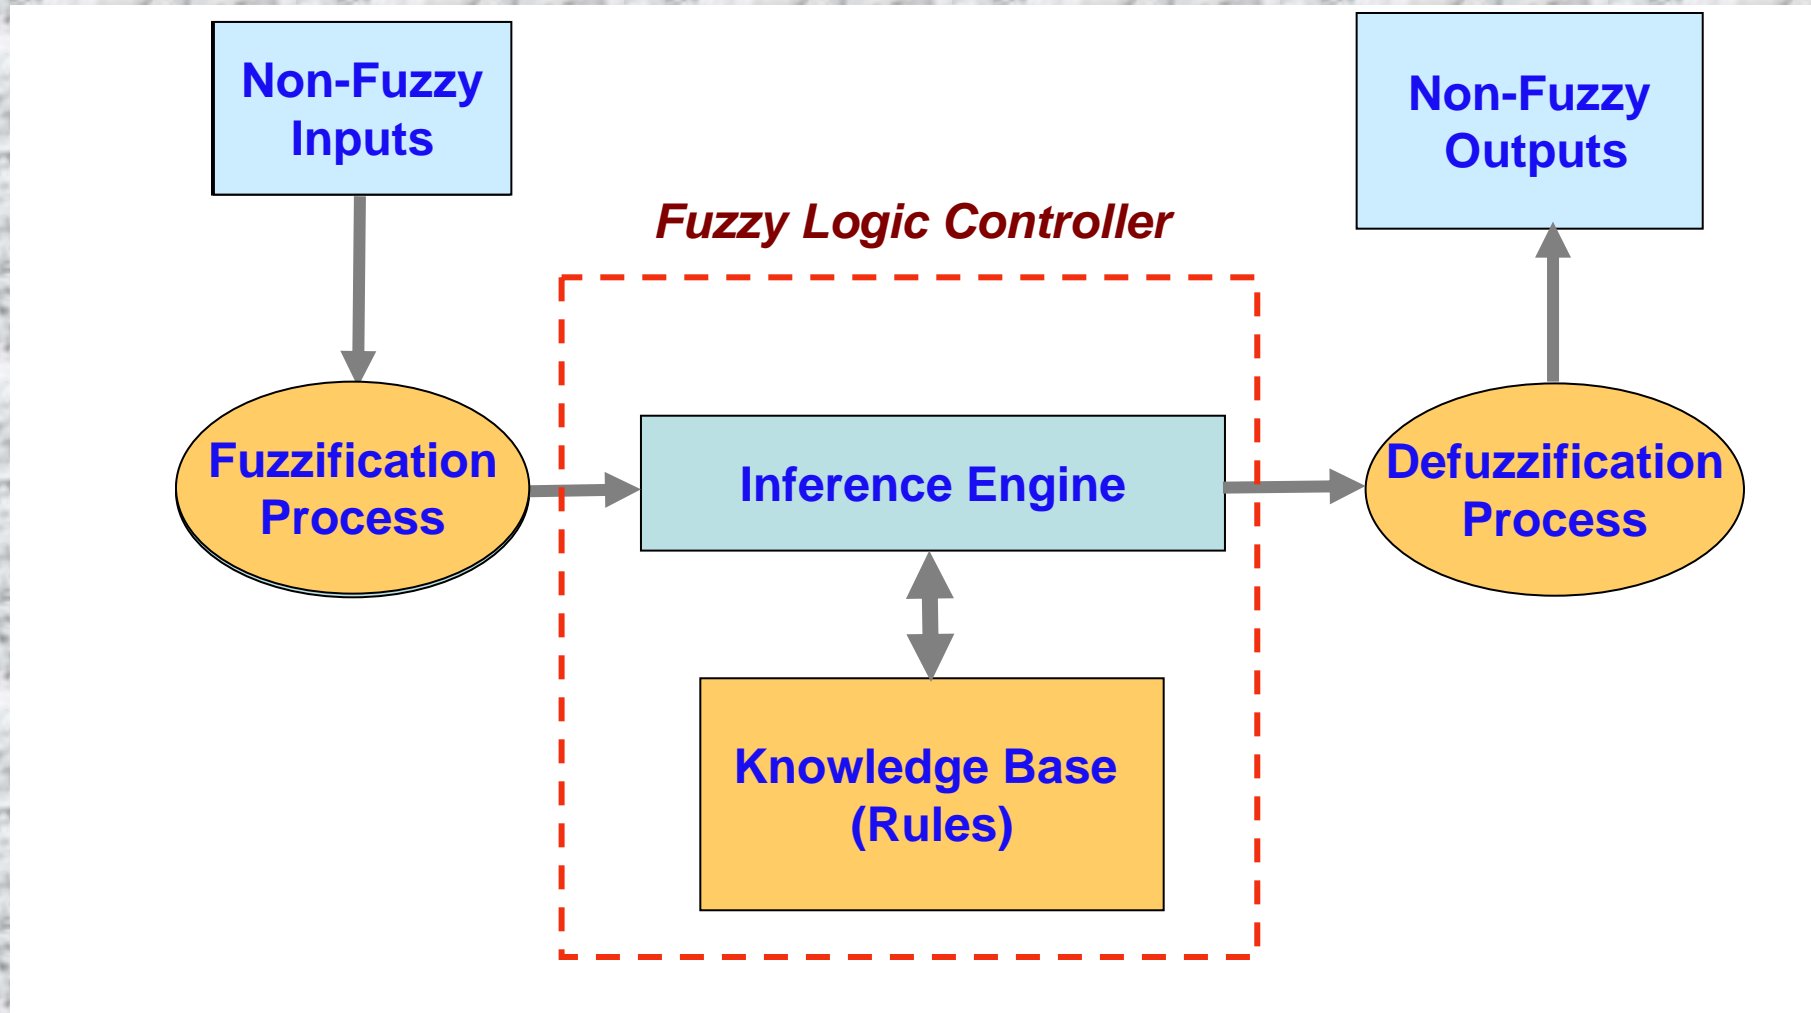 Non-Fuzzy
Inputs
Non-Fuzzy
Outputs
Fuzzy Logic Controller
Fuzzification
Process
Inference Engine
Defuzzification
Process
Knowledge Base
(Rules)